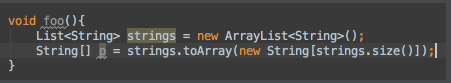 void foo(){
List<String> strings = new ArrayList<String>();
String[] p = strings.toArray(new String[strings.size()]);
}